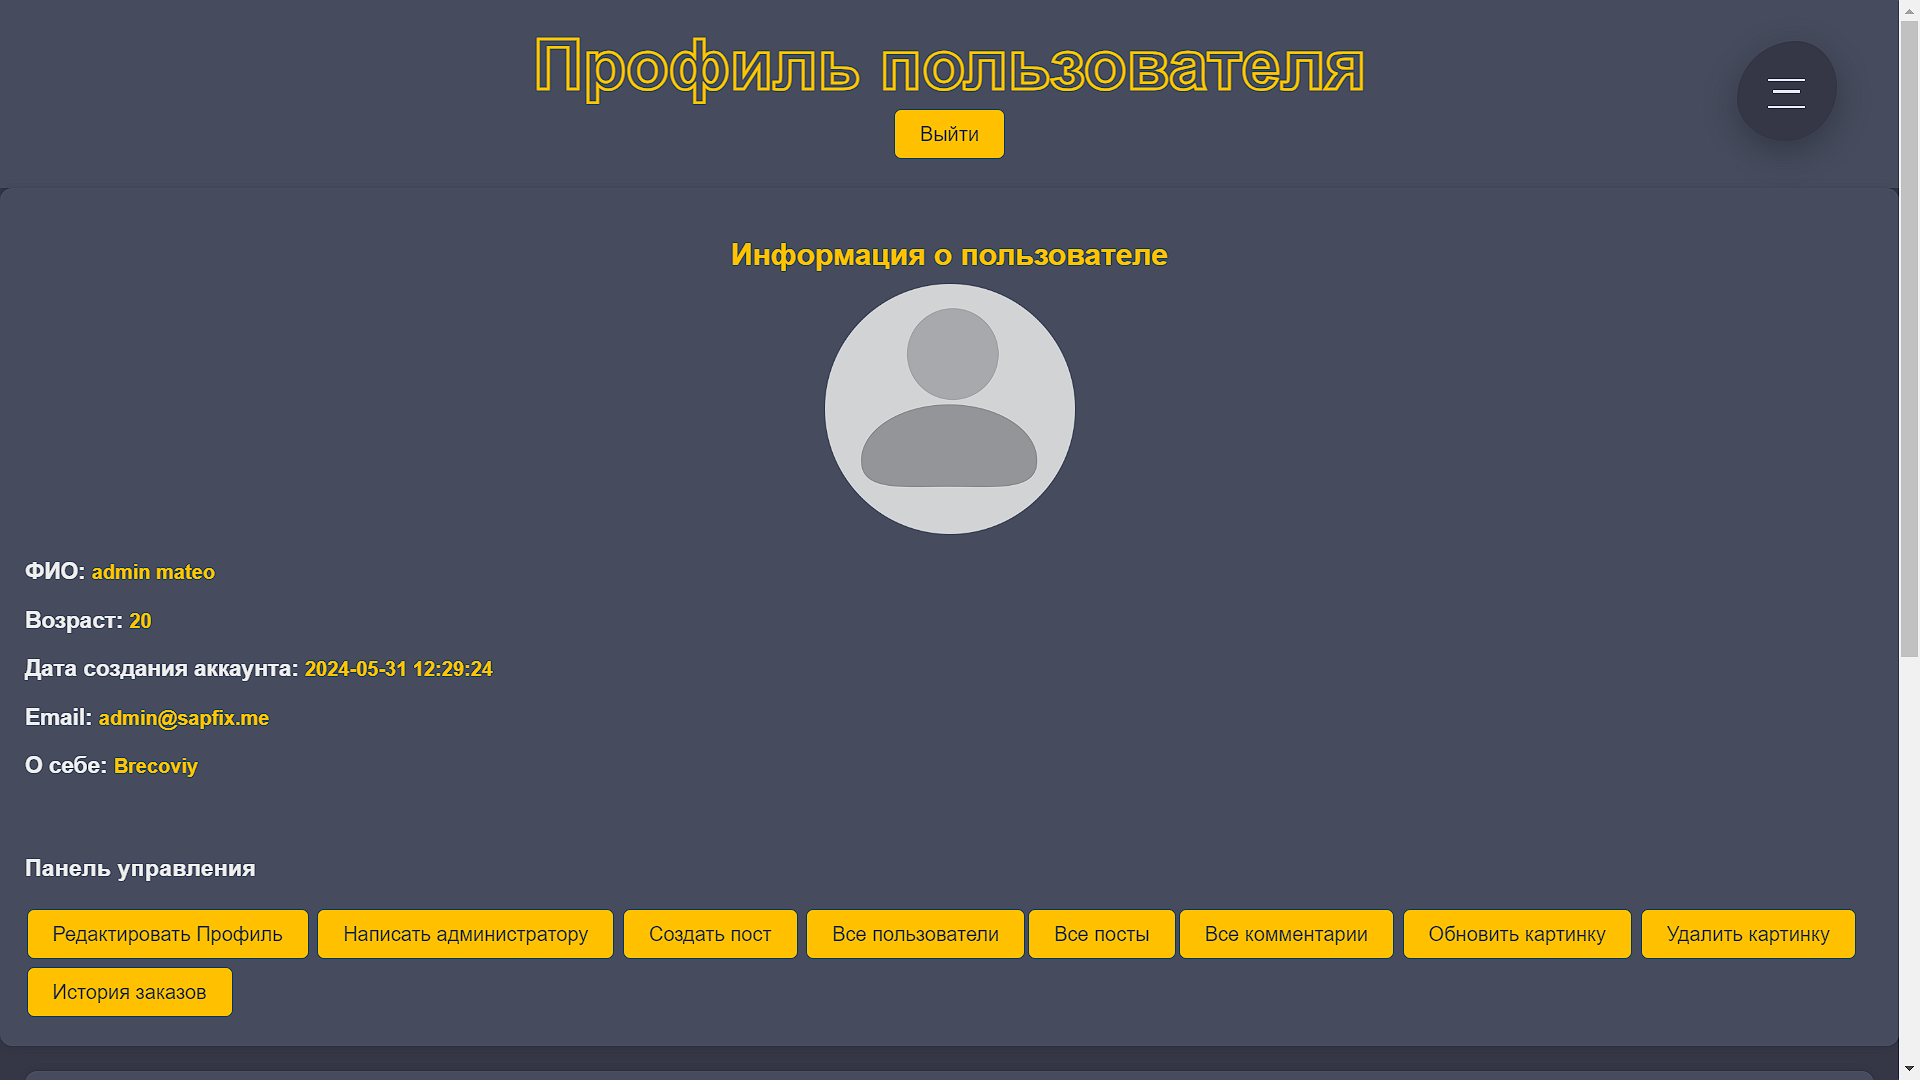 Профиль пользователя
Выйти
Информация о пользователе
ФИО: admin mateo
Возраст: 20
Дата создания аккаунта: 2024-05-31 12:29:24
Email: admin@sapfix.me
О себе: Brecoviy
Панель управления
Редактировать Профиль Написать администратору Создать пост Все пользователи Все посты Все комментарии Обновить картинку Удалить картинку
История заказов